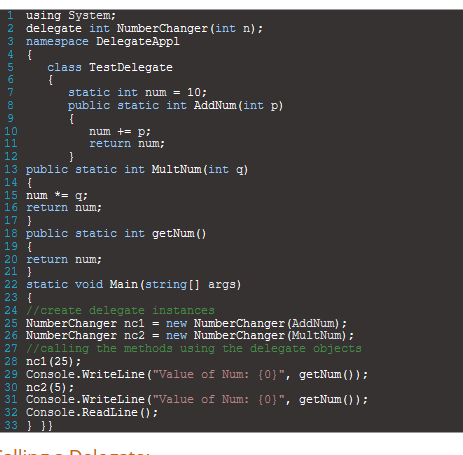 1 using System;
2 delegate int NumberChanger(int n);
3 namespace DelegateAppl
4 {
5 class TestDelegate
6 {
7 static int num = 10;
8 public static int AddNum(int p)
9 {
10 num += p;
11 return num;
12 }
13 public static int MultNum(int q)
14 {
15 num *= q;
16 return num;
17 }
18 public static int getNum()
19 {
20 return num;
21 }
22 static void Main(string[] args)
23 {
24 //create delegate instances
25 NumberChanger nc1 = new NumberChanger(AddNum);
26 NumberChanger nc2 = new NumberChanger(MultNum);
27 //calling the methods using the delegate objects
28 nc1(25);
29 Console.WriteLine("Value of Num: {0}", getNum());
30 nc2(5);
31 Console.WriteLine("Value of Num: {0}", getNum());
32 Console.ReadLine();
33 } }}